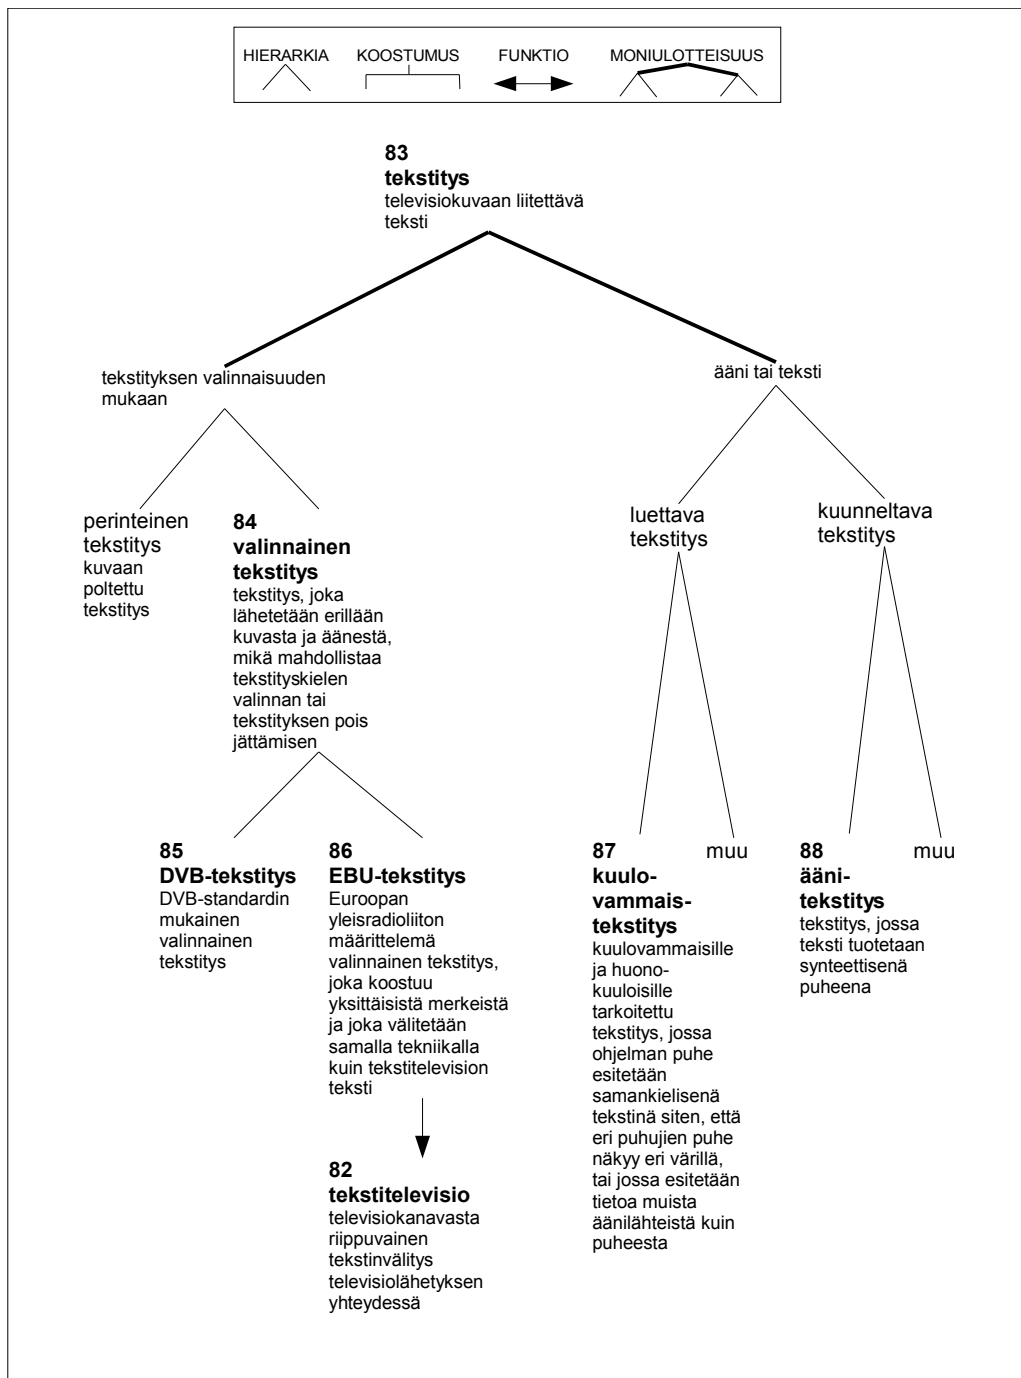 HIERARKIA KOOSTUMUS FUNKTIO MONIULOTTEISUUS
83
tekstitys
televisiokuvaan liitettävä
teksti
tekstityksen valinnaisuuden
mukaan
ääni tai teksti
perinteinen
tekstitys
kuvaan
poltettu
tekstitys
84
valinnainen
tekstitys
tekstitys, joka
lähetetään erillään
kuvasta ja äänestä,
mikä mahdollistaa
tekstityskielen
valinnan tai
tekstityksen pois
jättämisen
luettava
tekstitys
kuunneltava
tekstitys
85
DVB-tekstitys
DVB-standardin
mukainen
valinnainen
tekstitys
86
EBU-tekstitys
Euroopan
yleisradioliiton
määrittelemä
valinnainen tekstitys,
joka koostuu
yksittäisistä merkeistä
ja joka välitetään
samalla tekniikalla
kuin tekstitelevision
teksti
82
tekstitelevisio
televisiokanavasta
riippuvainen
tekstinvälitys
televisiolähetyksen
yhteydessä
87
kuulo-
vammais-
tekstitys
kuulovammaisille
ja huono-
kuuloisille
tarkoitettu
tekstitys, jossa
ohjelman puhe
esitetään
samankielisenä
tekstinä siten, että
eri puhujien puhe
näkyy eri värillä,
tai jossa esitetään
tietoa muista
äänilähteistä kuin
puheesta
muu
88
ääni-
tekstitys
tekstitys, jossa
teksti tuotetaan
synteettisenä
puheena
muu